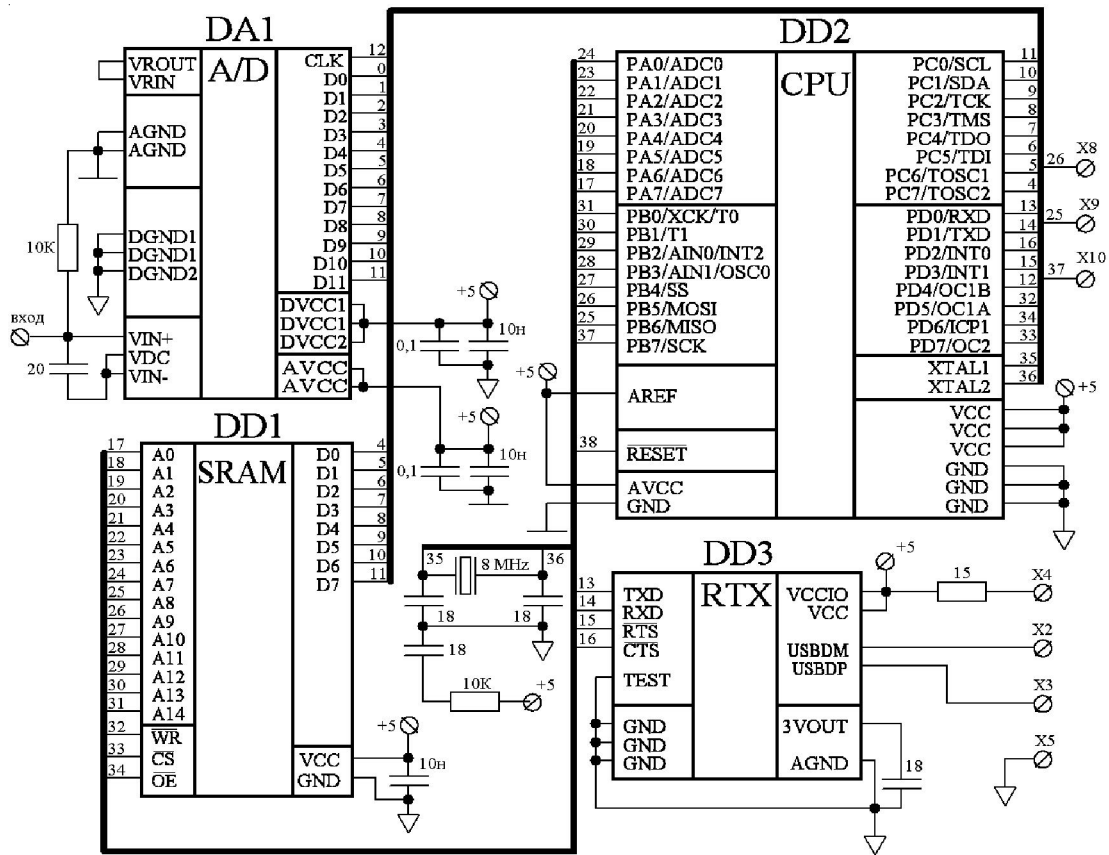 DA1
A/D
VROUT
VRIN
AGND
AGND
DGND1
DGND1
DGND2
VIN+
VDC
VIN-
CLK
D0
D1
D2
D3
D4
D5
D6
D7
D8
D9
D10
D11
DVCC1
DVCC1
DVCC2
AVCC
AVCC
12
0
1
2
3
4
5
6
7
8
9
10
11
10К
вход
20
+5
0,1
10н
+5
0,1
10н
DD2
CPU
24
23
22
21
20
19
18
17
31
30
29
28
27
26
25
37
38
PA0/ADC0
PA1/ADC1
PA2/ADC2
PA3/ADC3
PA4/ADC4
PA5/ADC5
PA6/ADC6
PA7/ADC7
PB0/XCK/T0
PB1/T1
PB2/AIN0/INT2
PB3/AIN1/OSC0
PB4/SS
PB5/MOSI
PB6/MISO
PB7/SCK
AREF
RESET
AVCC
GND
+5
PC0/SCL
PC1/SDA
PC2/TCK
PC3/TMS
PC4/TDO
PC5/TDI
PC6/TOSC1
PC7/TOSC2
PD0/RXD
PD1/TXD
PD2/INT0
PD3/INT1
PD4/OC1B
PD5/OC1A
PD6/ICP1
PD7/OC2
XTAL1
XTAL2
VCC
VCC
VCC
GND
GND
GND
11
10
9
8
7
6
5
4
13
14
16
15
12
32
34
33
35
36
26
X8
25
X9
37
X10
+5
DD1
SRAM
17
18
19
20
21
22
23
24
25
26
27
28
29
30
31
32
33
34
A0
A1
A2
A3
A4
A5
A6
A7
A8
A9
A10
A11
A12
A13
A14
WR
CS
OE
D0
D1
D2
D3
D4
D5
D6
D7
4
5
6
7
8
9
10
11
VCC
GND
+5
10н
35
8 MHz
36
18
18
18
10К
+5
DD3
RTX
13
14
15
16
TXD
RXD
RTS
CTS
TEST
GND
GND
GND
VCCIO
VCC
USBDM
USBDP
3VOUT
AGND
+5
15
X4
X2
X3
X5
18